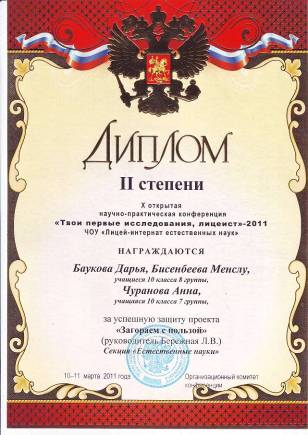 ДИПЛОМ
II степени
X открытая
научно-практическая конференция
«Твои первые исследования, лицеист»-2011
ЧОУ «Лицей-интернат естественных наук»
НАГРАЖДАЮТСЯ
Баукова Дарья, Бисенбеева Менслу,
учащиеся 10 класса 8 группы,
Чуранова Анна,
учащаяся 10 класса 7 группы,
за успешную защиту проекта
«Загораем с пользой»
(руководитель Бережная Л.В.)
Секция «Естественные науки»
10–11 марта 2011 года
Организационный комитет
конференции